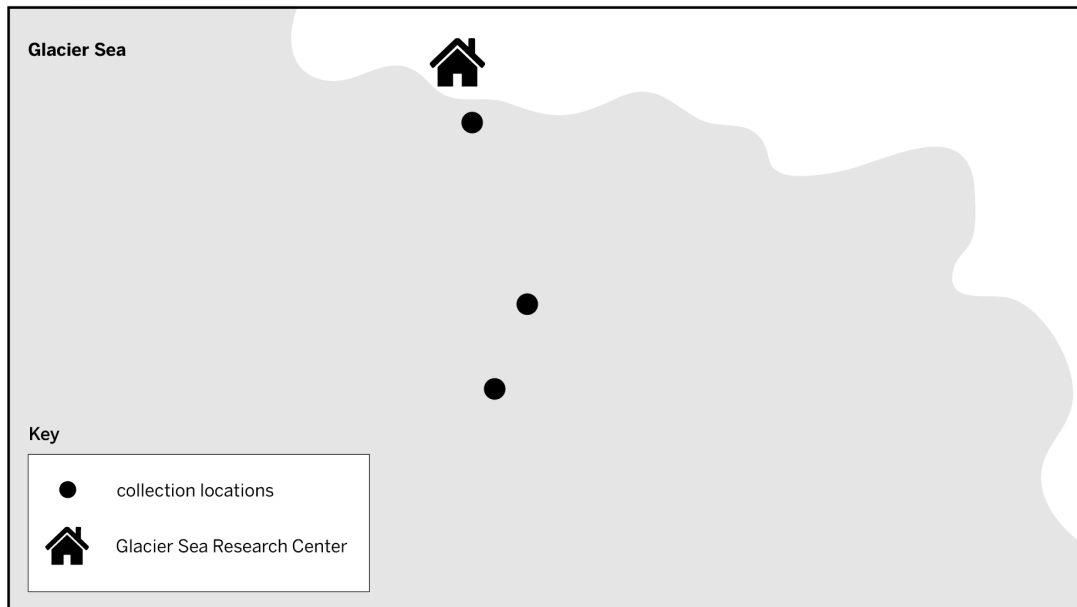 Glacier Sea
Key
collection locations
Glacier Sea Research Center